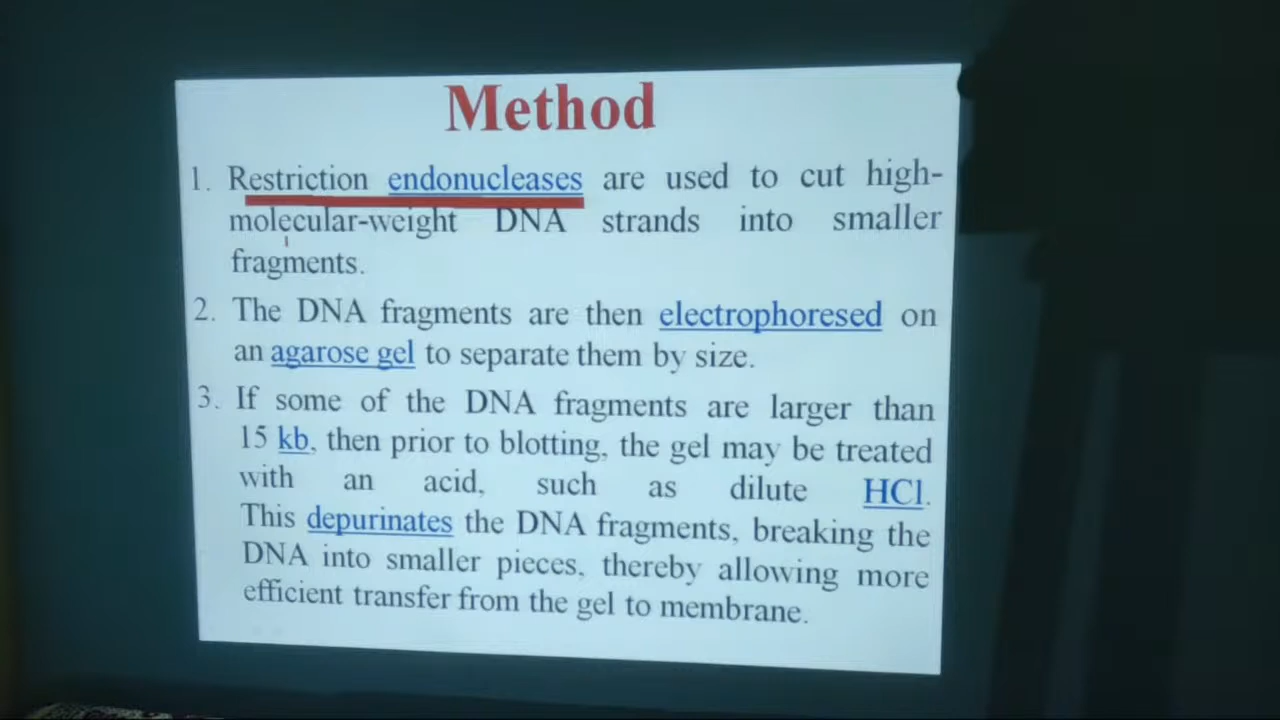 Method
1. Restriction endonucleases are used to cut high-
molecular-weight DNA strands into smaller
fragments.
2. The DNA fragments are then electrophoresed on
an agarose gel to separate them by size.
3. If some of the DNA fragments are larger than
15 kb, then prior to blotting, the gel may be treated
with an acid, such as dilute HCl.
This depurinates the DNA fragments, breaking the
DNA into smaller pieces, thereby allowing more
efficient transfer from the gel to membrane.